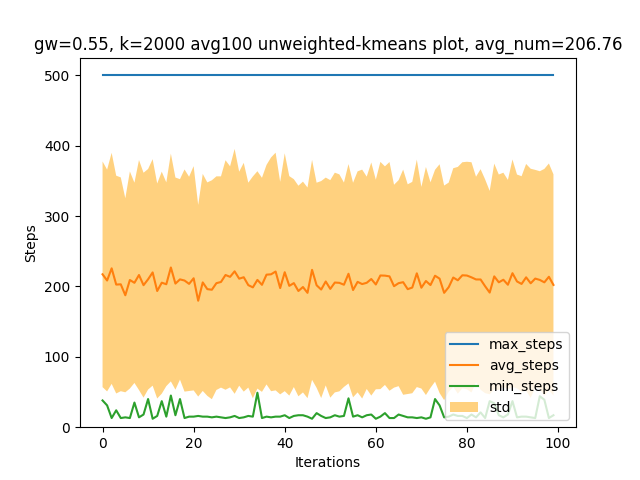 gw=0.55, k=2000 avg100 unweighted-kmeans plot, avg_num=206.76
500
400
300
200
100
0
Steps
max_steps
avg_steps
min_steps
std
0 20 40 60 80 100
Iterations